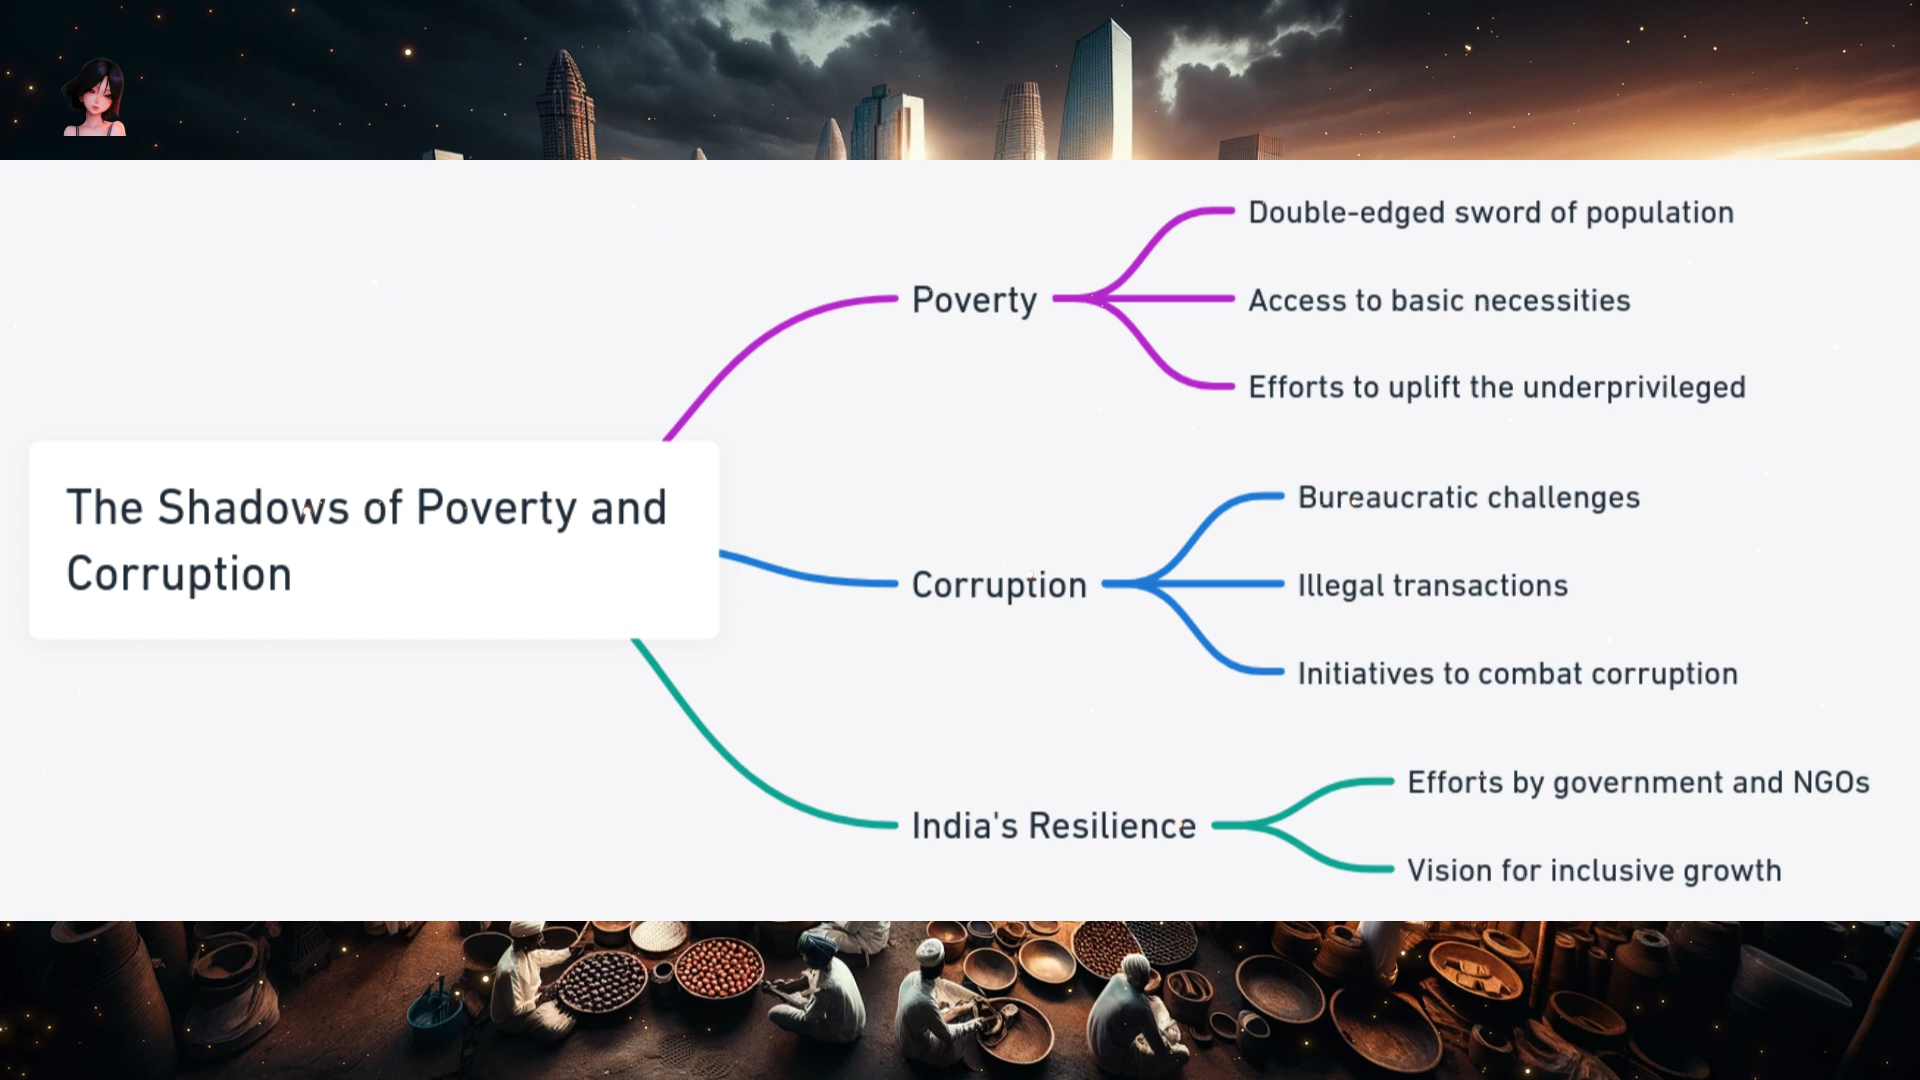 The Shadows of Poverty and
Corruption
Poverty
Double-edged sword of population
Access to basic necessities
Efforts to uplift the underprivileged
Corruption
Bureaucratic challenges
Illegal transactions
Initiatives to combat corruption
India's Resilience
Efforts by government and NGOs
Vision for inclusive growth